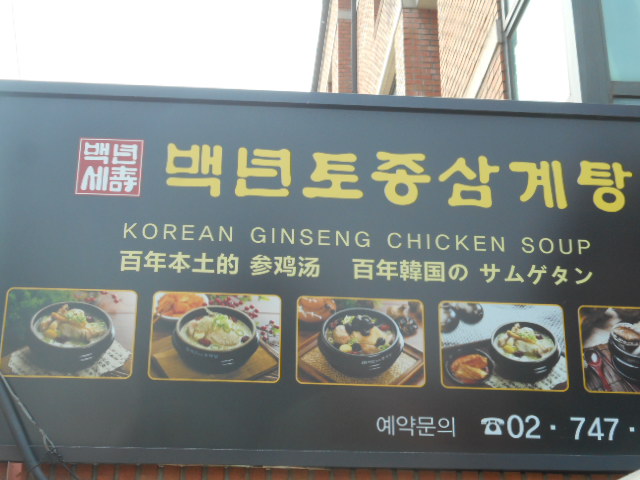 백년
세壽
백년토종삼계탕
KOREAN GINSENG CHICKEN SOUP
百年本土的 参鸡汤 百年韓国の サムゲタン
예약문의 ☎02 · 747 ·